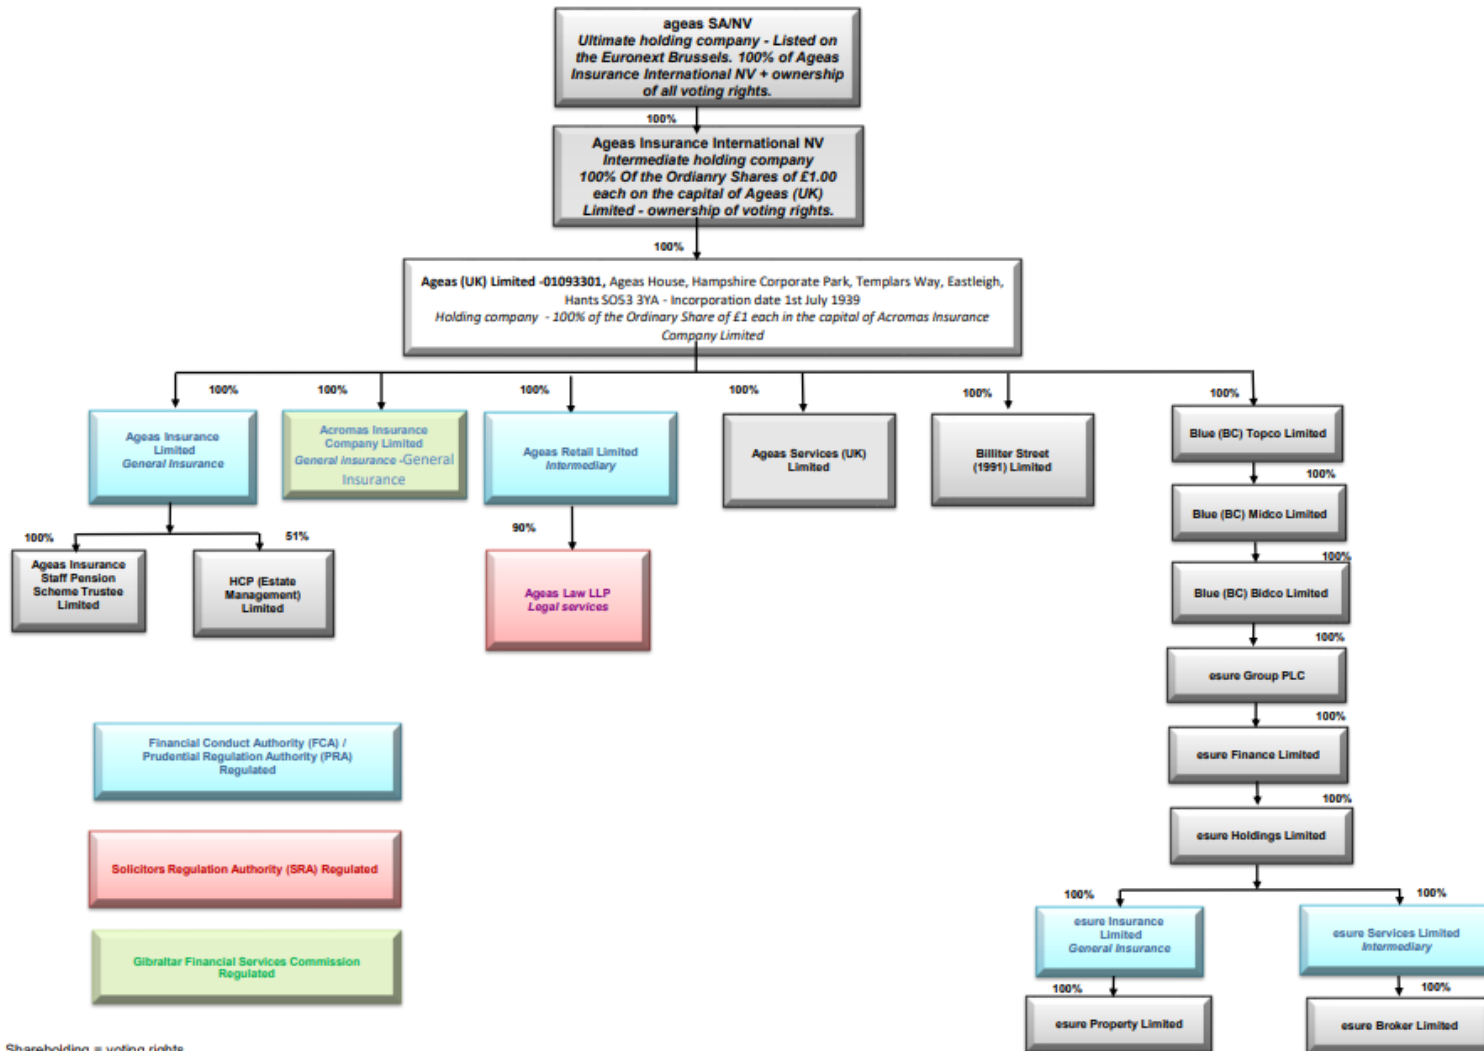 ageas SA/NV
Ultimate holding company - Listed on
the Euronext Brussels. 100% of Ageas
Insurance International NV + ownership
of all voting rights.
100%
Ageas Insurance International NV
Intermediate holding company
100% Of the Ordianry Shares of £1.00
each on the capital of Ageas (UK)
Limited - ownership of voting rights.
100%
Ageas (UK) Limited -01093301, Ageas House, Hampshire Corporate Park, Templars Way, Eastleigh,
Hants SO53 3YA - Incorporation date 1st July 1939
Holding company - 100% of the Ordinary Share of £1 each in the capital of Acromas Insurance
Company Limited
100%
100%
100%
100%
100%
100%
Ageas Insurance
Limited
General Insurance
Acromas Insurance
Company Limited
General Insurance -General
Insurance
Ageas Retail Limited
Intermediary
Ageas Services (UK)
Limited
Billiter Street
(1991) Limited
Blue (BC) Topco Limited
100%
Blue (BC) Midco Limited
100%
51%
90%
100%
Ageas Insurance
Staff Pension
Scheme Trustee
Limited
HCP (Estate
Management)
Limited
Ageas Law LLP
Legal services
Blue (BC) Bidco Limited
100%
esure Group PLC
100%
esure Finance Limited
100%
esure Holdings Limited
100%
100%
esure Insurance
Limited
General Insurance
esure Services Limited
Intermediary
100%
100%
esure Property Limited
esure Broker Limited
Financial Conduct Authority (FCA) /
Prudential Regulation Authority (PRA)
Regulated
Solicitors Regulation Authority (SRA) Regulated
Gibraltar Financial Services Commission
Regulated
Shareholding = voting rights